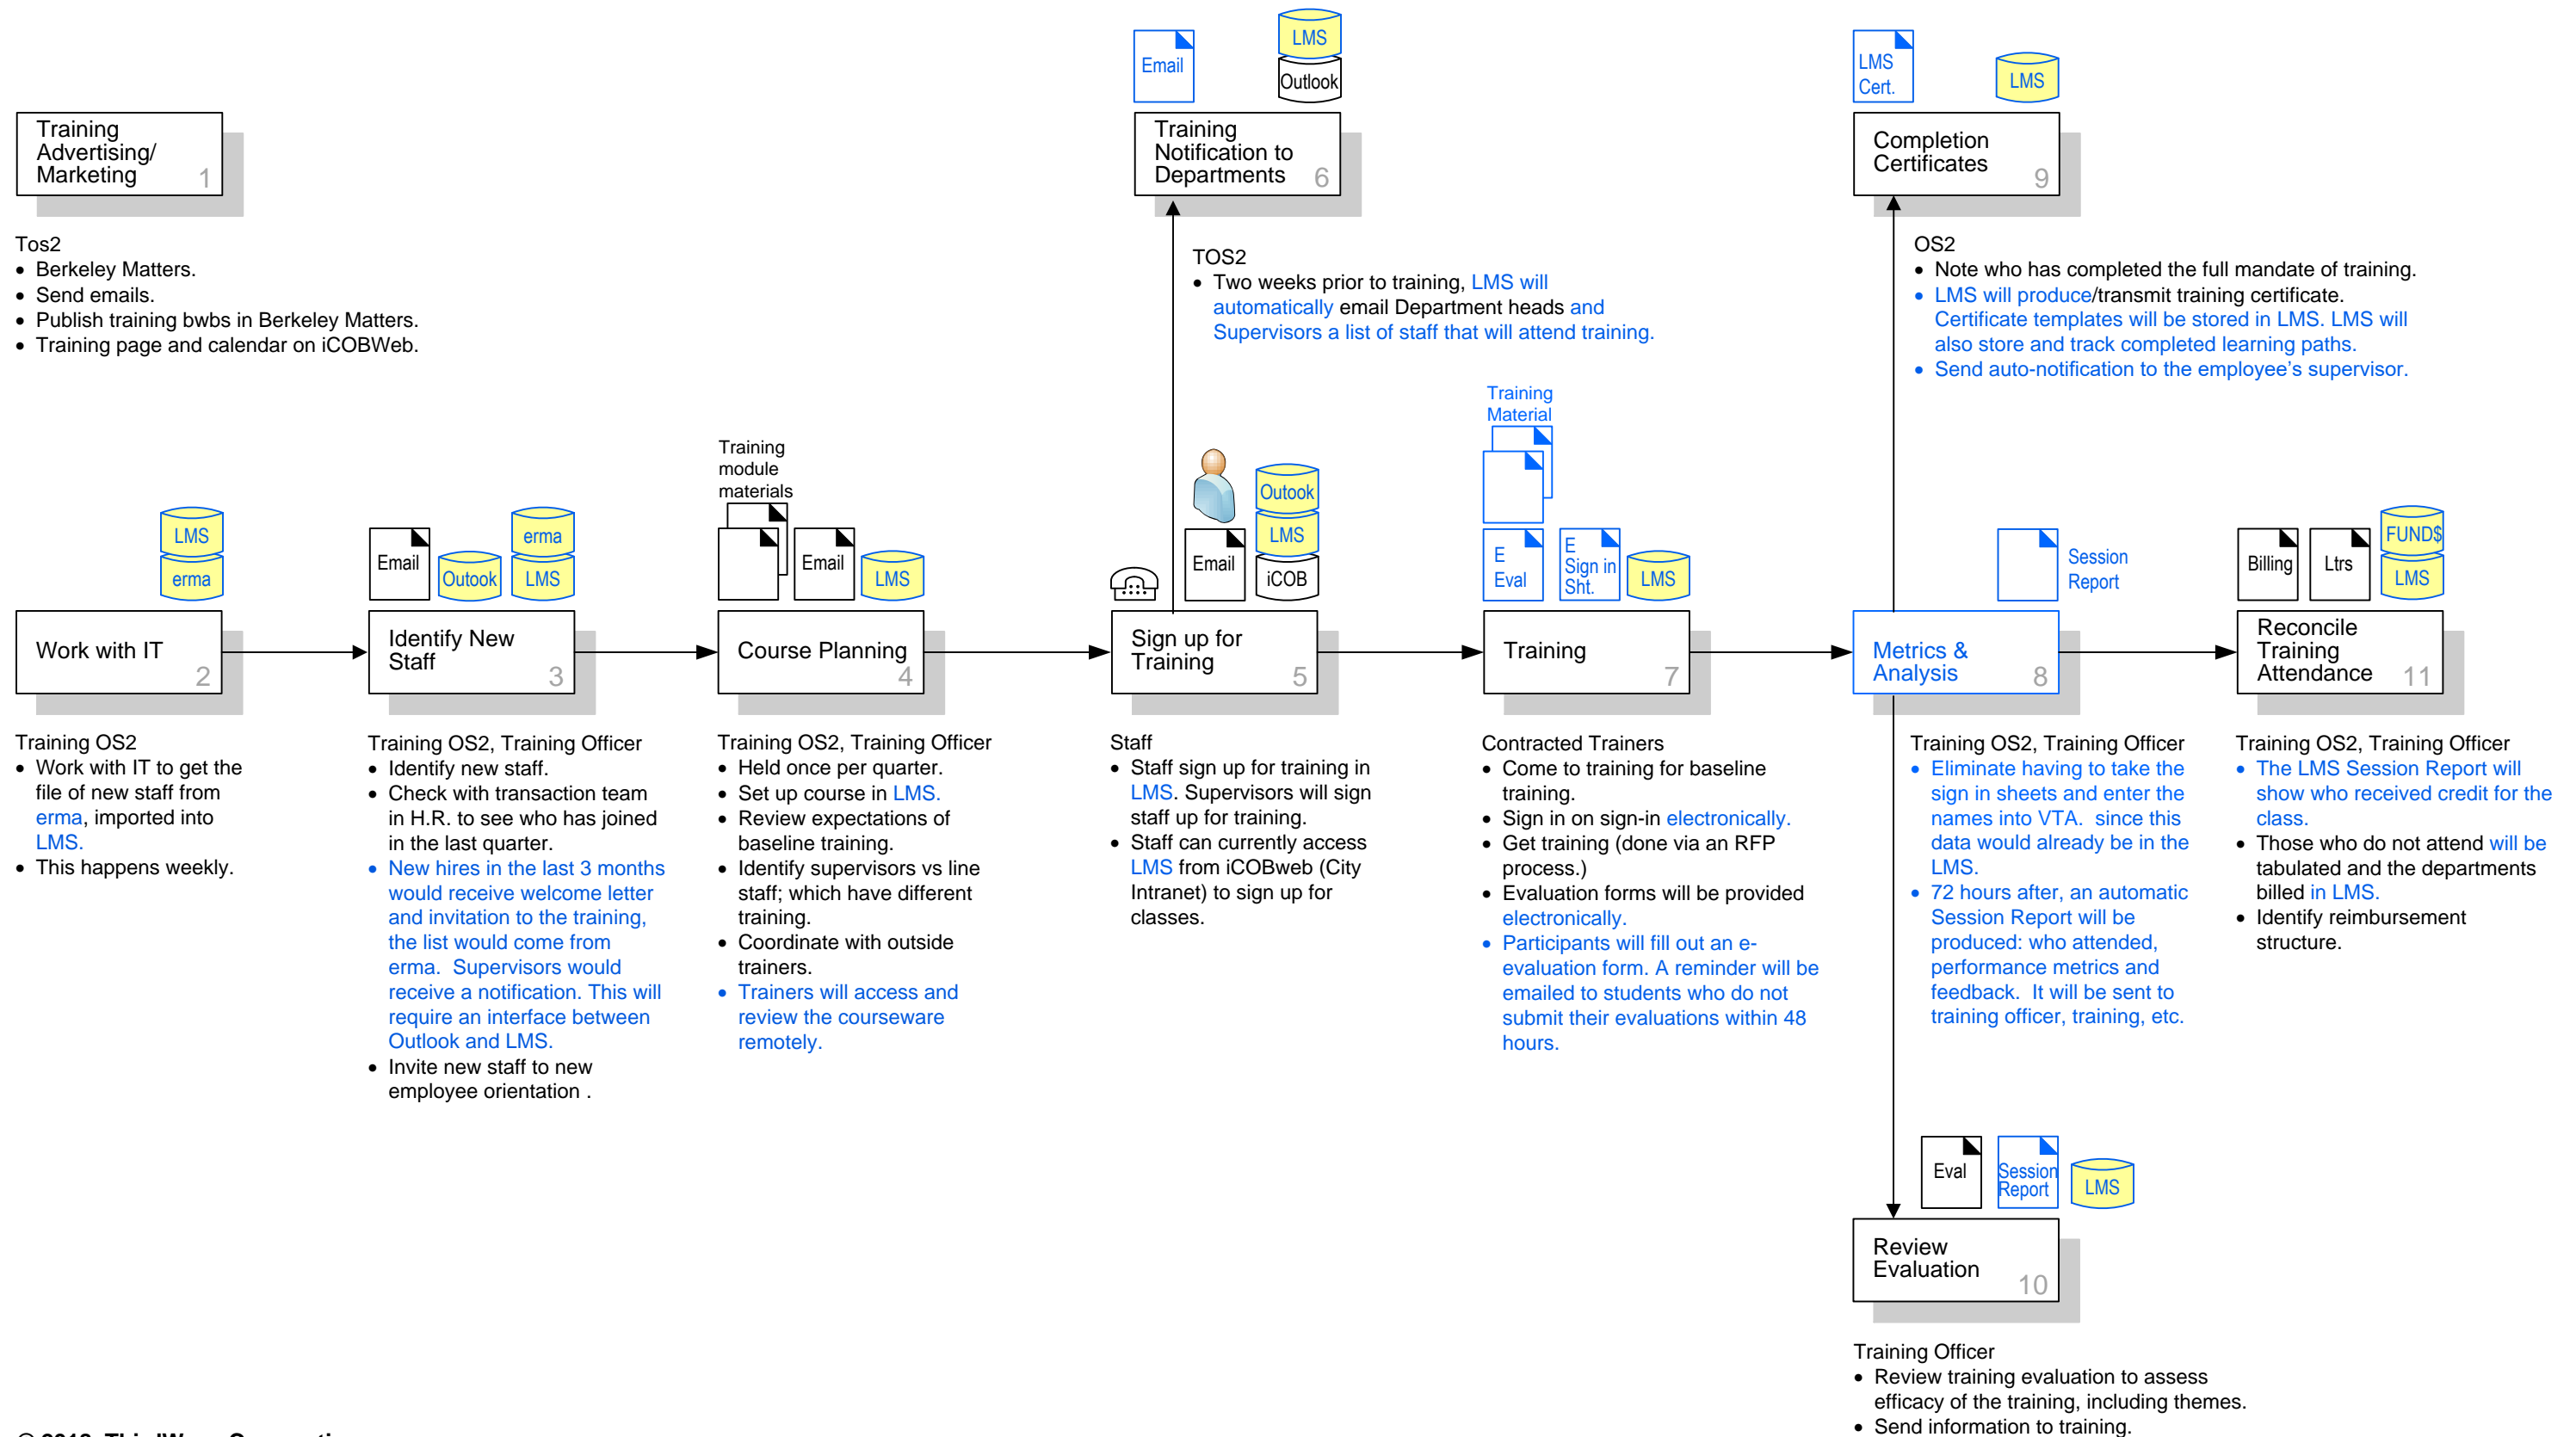 Email
LMS
Outlook
LMS
Cert.
LMS
Training
Advertising/
Marketing 1
Training
Notification to
Departments 6
Completion
Certificates
9
Tos2
• Berkeley Matters.
• Send emails.
• Publish training bwbs in Berkeley Matters.
• Training page and calendar on iCOBWeb.
TOS2
• Two weeks prior to training, LMS will
automatically email Department heads and
Supervisors a list of staff that will attend training.
OS2
• Note who has completed the full mandate of training.
• LMS will produce/transmit training certificate.
Certificate templates will be stored in LMS. LMS will
also store and track completed learning paths.
• Send auto-notification to the employee's supervisor.
LMS
erma
Email
Outook
erma
LMS
Training
module
materials
Email
LMS
Outook
LMS
iCOB
Email
Training
Material
E
Eval
E
Sign in
Sht.
LMS
Session
Report
Billing
Ltrs
FUND$
LMS
Work with IT
2
Identify New
Staff
3
Course Planning
4
Sign up for
Training
5
Training
7
Metrics &
Analysis
8
Reconcile
Training
Attendance 11
Training OS2
• Work with IT to get the
file of new staff from
erma, imported into
LMS.
• This happens weekly.
Training OS2, Training Officer
• Identify new staff.
• Check with transaction team
in H.R. to see who has joined
in the last quarter.
• New hires in the last 3 months
would receive welcome letter
and invitation to the training,
the list would come from
erma. Supervisors would
receive a notification. This will
require an interface between
Outlook and LMS.
• Invite new staff to new
employee orientation .
Training OS2, Training Officer
• Held once per quarter.
• Set up course in LMS.
• Review expectations of
baseline training.
• Identify supervisors vs line
staff; which have different
training.
• Coordinate with outside
trainers.
• Trainers will access and
review the courseware
remotely.
Staff
• Staff sign up for training in
LMS. Supervisors will sign
staff up for training.
• Staff can currently access
LMS from iCOBweb (City
Intranet) to sign up for
classes.
Contracted Trainers
• Come to training for baseline
training.
• Sign in on sign-in electronically.
• Get training (done via an RFP
process.)
• Evaluation forms will be provided
electronically.
• Participants will fill out an e-
evaluation form. A reminder will be
emailed to students who do not
submit their evaluations within 48
hours.
Training OS2, Training Officer
• Eliminate having to take the
sign in sheets and enter the
names into VTA. since this
data would already be in the
LMS.
• 72 hours after, an automatic
Session Report will be
produced: who attended,
performance metrics and
feedback. It will be sent to
training officer, training, etc.
Training OS2, Training Officer
• The LMS Session Report will
show who received credit for the
class.
• Those who do not attend will be
tabulated and the departments
billed in LMS.
• Identify reimbursement
structure.
Eval
Session
Report
LMS
Review
Evaluation
10
Training Officer
• Review training evaluation to assess
efficacy of the training, including themes.
• Send information to training.